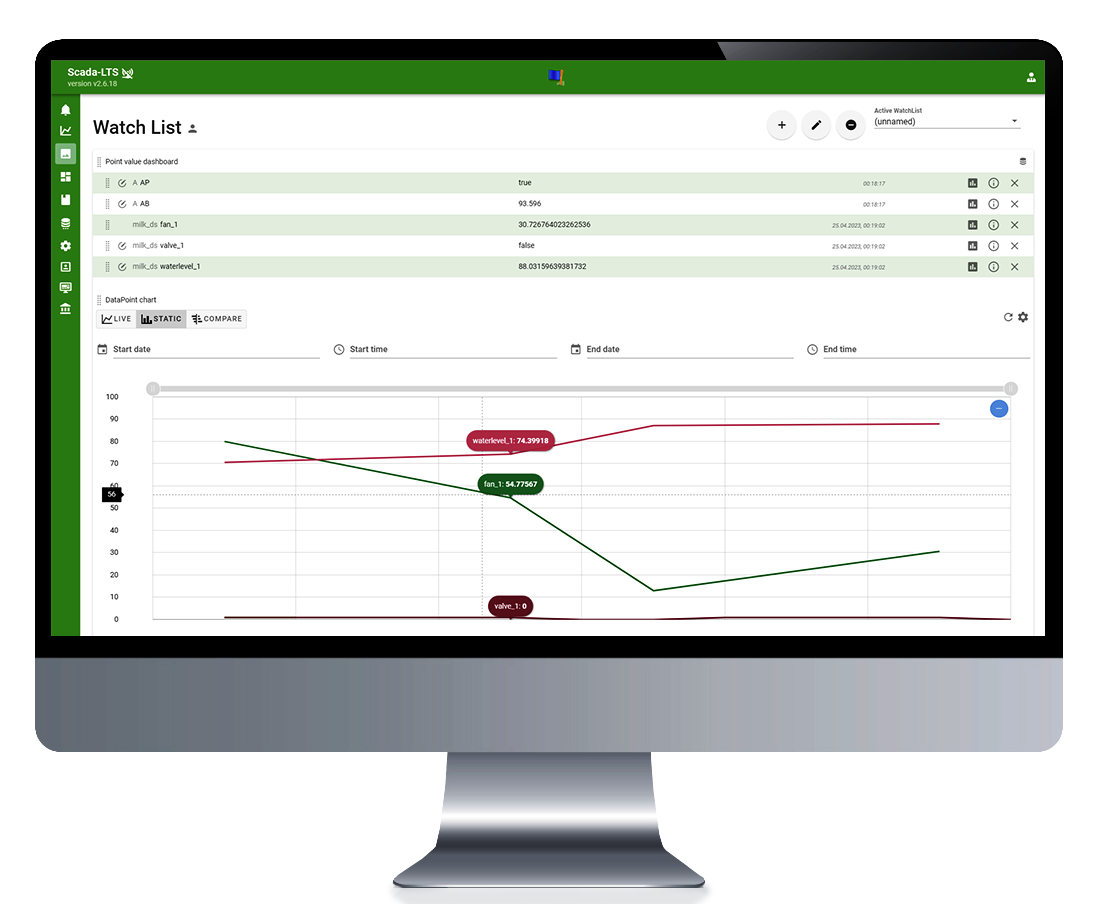 Scada-LTS
version v2.6.18
Watch List
Active WatchList
(unnamed)
Point value dashboard
A AP true 00:18:17
A AB 93.596 00:18:17
milk_ds fan_1 30.726764023262536 25.04.2023, 00:19:02
milk_ds valve_1 false 25.04.2023, 00:19:02
milk_ds waterlevel_1 88.03159639381732 25.04.2023, 00:19:02
DataPoint chart
LIVE STATIC COMPARE
Start date Start time End date End time
100
90
80
70
60
56
50
40
30
20
10
0
waterlevel_1: 74.39918
fan_1: 54.77567
valve_1: 0